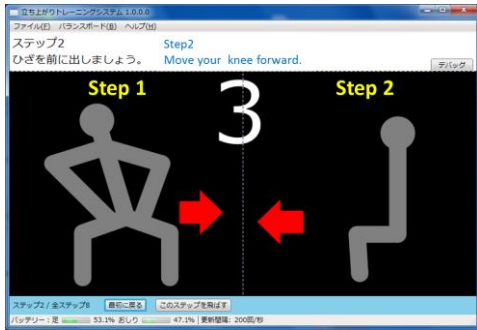 立ち上がりトレーニングシステム 1.0.0.0
ファイル(F) バランスボード(B) ヘルプ(H)
ステップ2 Step2
ひざを前に出しましょう。 Move your knee forward.
デバッグ
Step 1 3 Step 2
ステップ2 / 全ステップ8 最初に戻る このステップを飛ばす
バッテリー：足 53.1% おしり 47.1% 更新間隔: 200回/秒